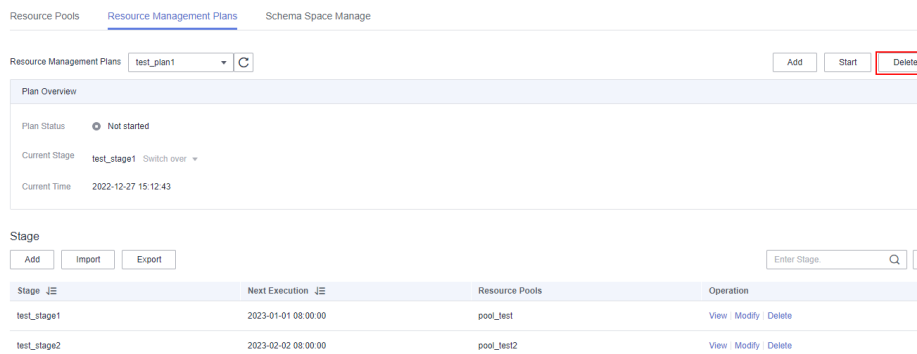 Resource Pools Resource Management Plans Schema Space Manage
Resource Management Plans test_plan1 Add Start Delete
Plan Overview
Plan Status Not started
Current Stage test_stage1 Switch over
Current Time 2022-12-27 15:12:43
Stage
Add Import Export Enter Stage.
Stage Next Execution Resource Pools Operation
test_stage1 2023-01-01 08:00:00 pool_test View | Modify | Delete
test_stage2 2023-02-02 08:00:00 pool_test2 View | Modify | Delete